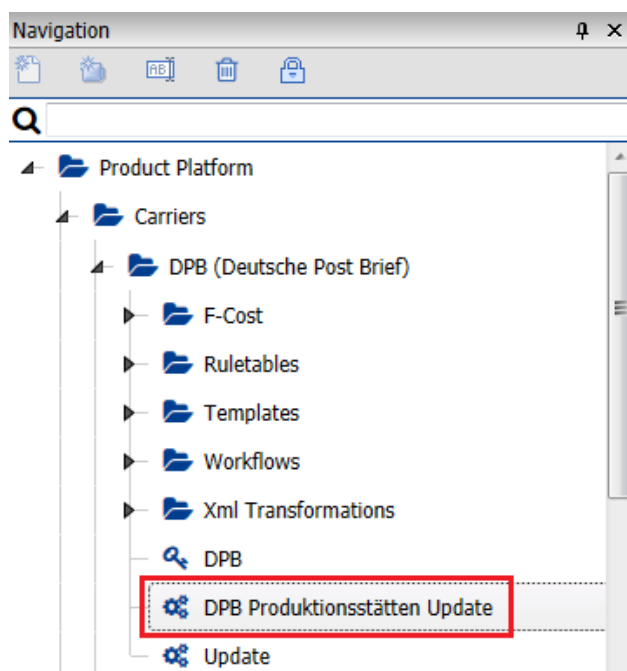 Navigation
AB
Product Platform
Carriers
DPB (Deutsche Post Brief)
F-Cost
Ruletables
Templates
Workflows
Xml Transformations
DPB
DPB Produktionsstätten Update
Update